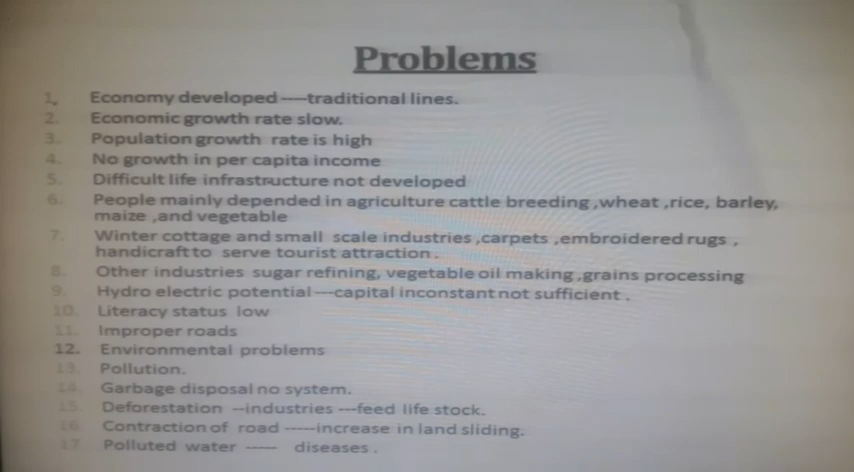 Problems
1. Economy developed ----traditional lines.
2. Economic growth rate slow.
3. Population growth rate is high
4. No growth in per capita income
5. Difficult life infrastructure not developed
6. People mainly depended in agriculture cattle breeding ,wheat ,rice, barley,
maize ,and vegetable
7. Winter cottage and small scale industries ,carpets ,embroidered rugs ,
handicraft to serve tourist attraction .
8. Other industries sugar refining, vegetable oil making ,grains processing
9. Hydro electric potential ---capital inconstant not sufficient .
10. Literacy status low
11. Improper roads
12. Environmental problems
13. Pollution.
14. Garbage disposal no system.
15. Deforestation --industries ---feed life stock.
16. Contraction of road -----increase in land sliding.
17 Polluted water ----- diseases .